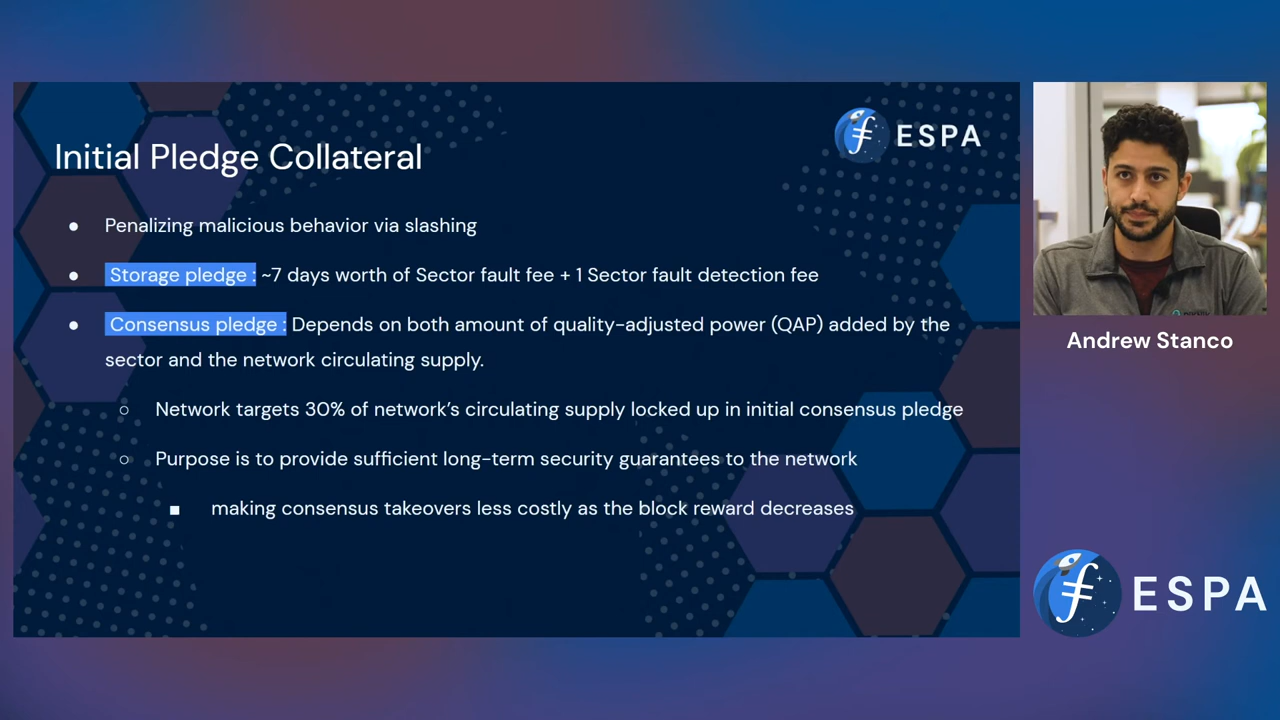 Initial Pledge Collateral
ESPA
● Penalizing malicious behavior via slashing
● Storage pledge : ~7 days worth of Sector fault fee + 1 Sector fault detection fee
● Consensus pledge : Depends on both amount of quality-adjusted power (QAP) added by the
sector and the network circulating supply.
○ Network targets 30% of network’s circulating supply locked up in initial consensus pledge
○ Purpose is to provide sufficient long-term security guarantees to the network
■ making consensus takeovers less costly as the block reward decreases
Andrew Stanco
ESPA